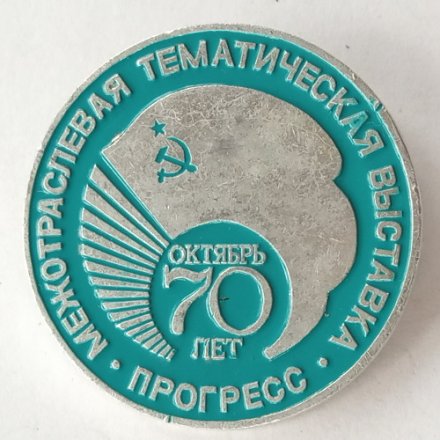 МЕЖОТРАСЛЕВАЯ ТЕМАТИЧЕСКАЯ ВЫСТАВКА
• ПРОГРЕСС •
ОКТЯБРЬ
70
ЛЕТ